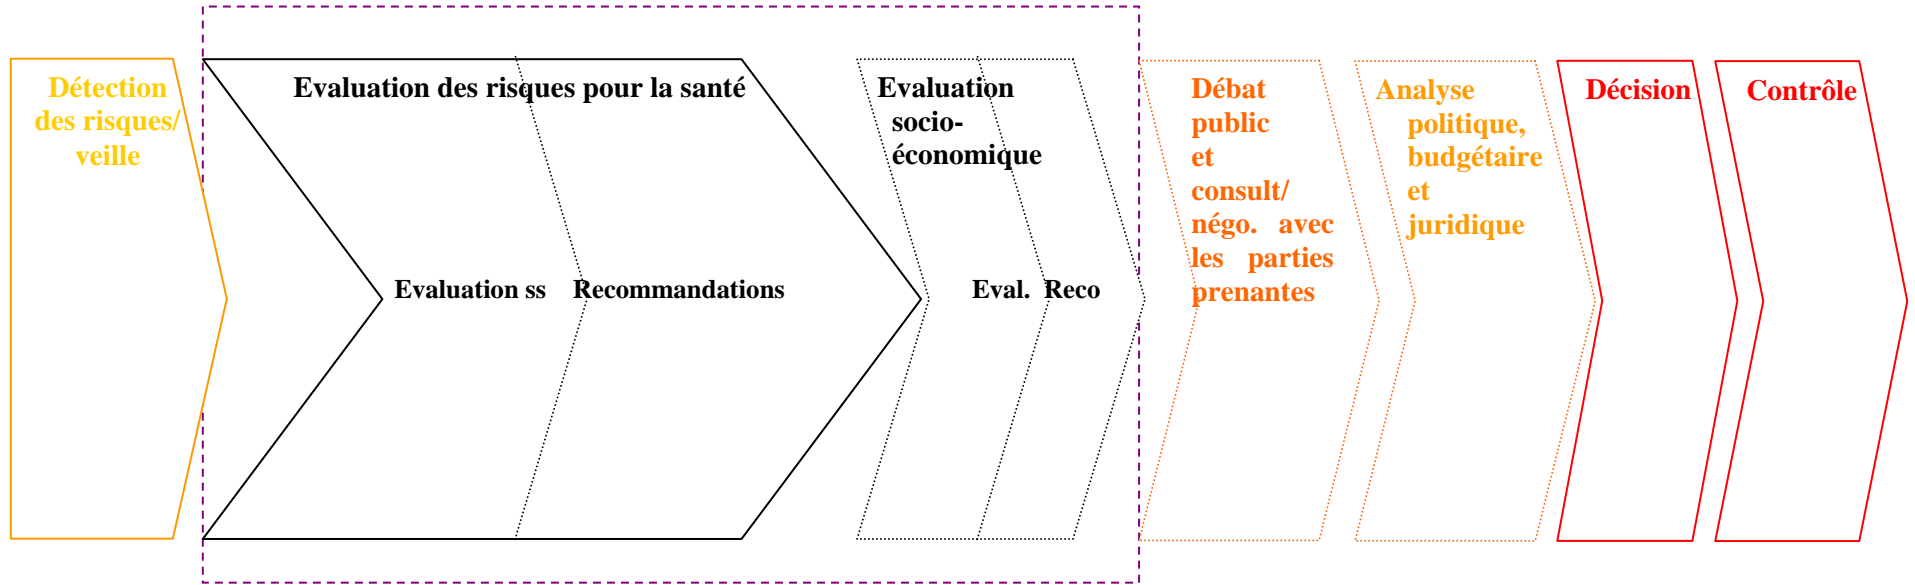 Détection
des risques/
veille
Evaluation des risques pour la santé
Evaluation ss
Recommandations
Evaluation
socio-
économique
Eval.
Reco
Débat
public
et
consult/
négo. avec
les parties
prenantes
Analyse
politique,
budgétaire
et
juridique
Décision
Contrôle